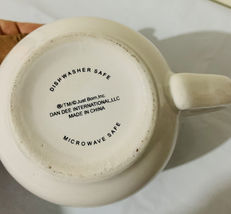 DISHWASHER SAFE
®/TM/©Just Born, Inc.
DAN DEE INTERNATIONAL, LLC
MADE IN CHINA
MICROWAVE SAFE